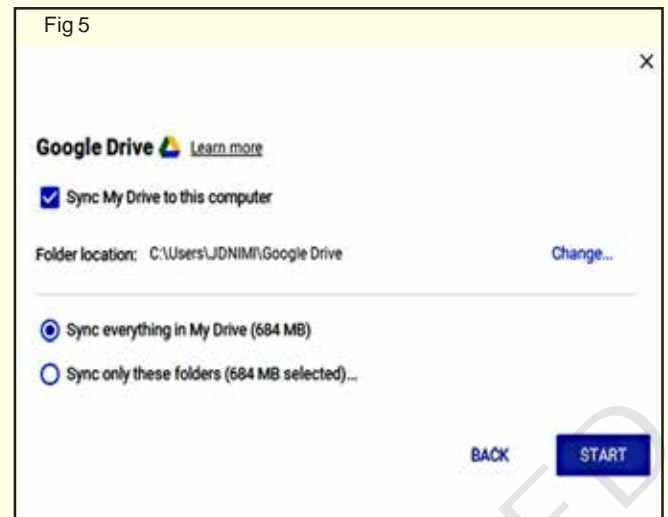 Fig 5
×
Google Drive Learn more
Sync My Drive to this computer
Folder location: C:\Users\JDNIMI\Google Drive Change...
Sync everything in My Drive (684 MB)
Sync only these folders (684 MB selected)...
BACK START